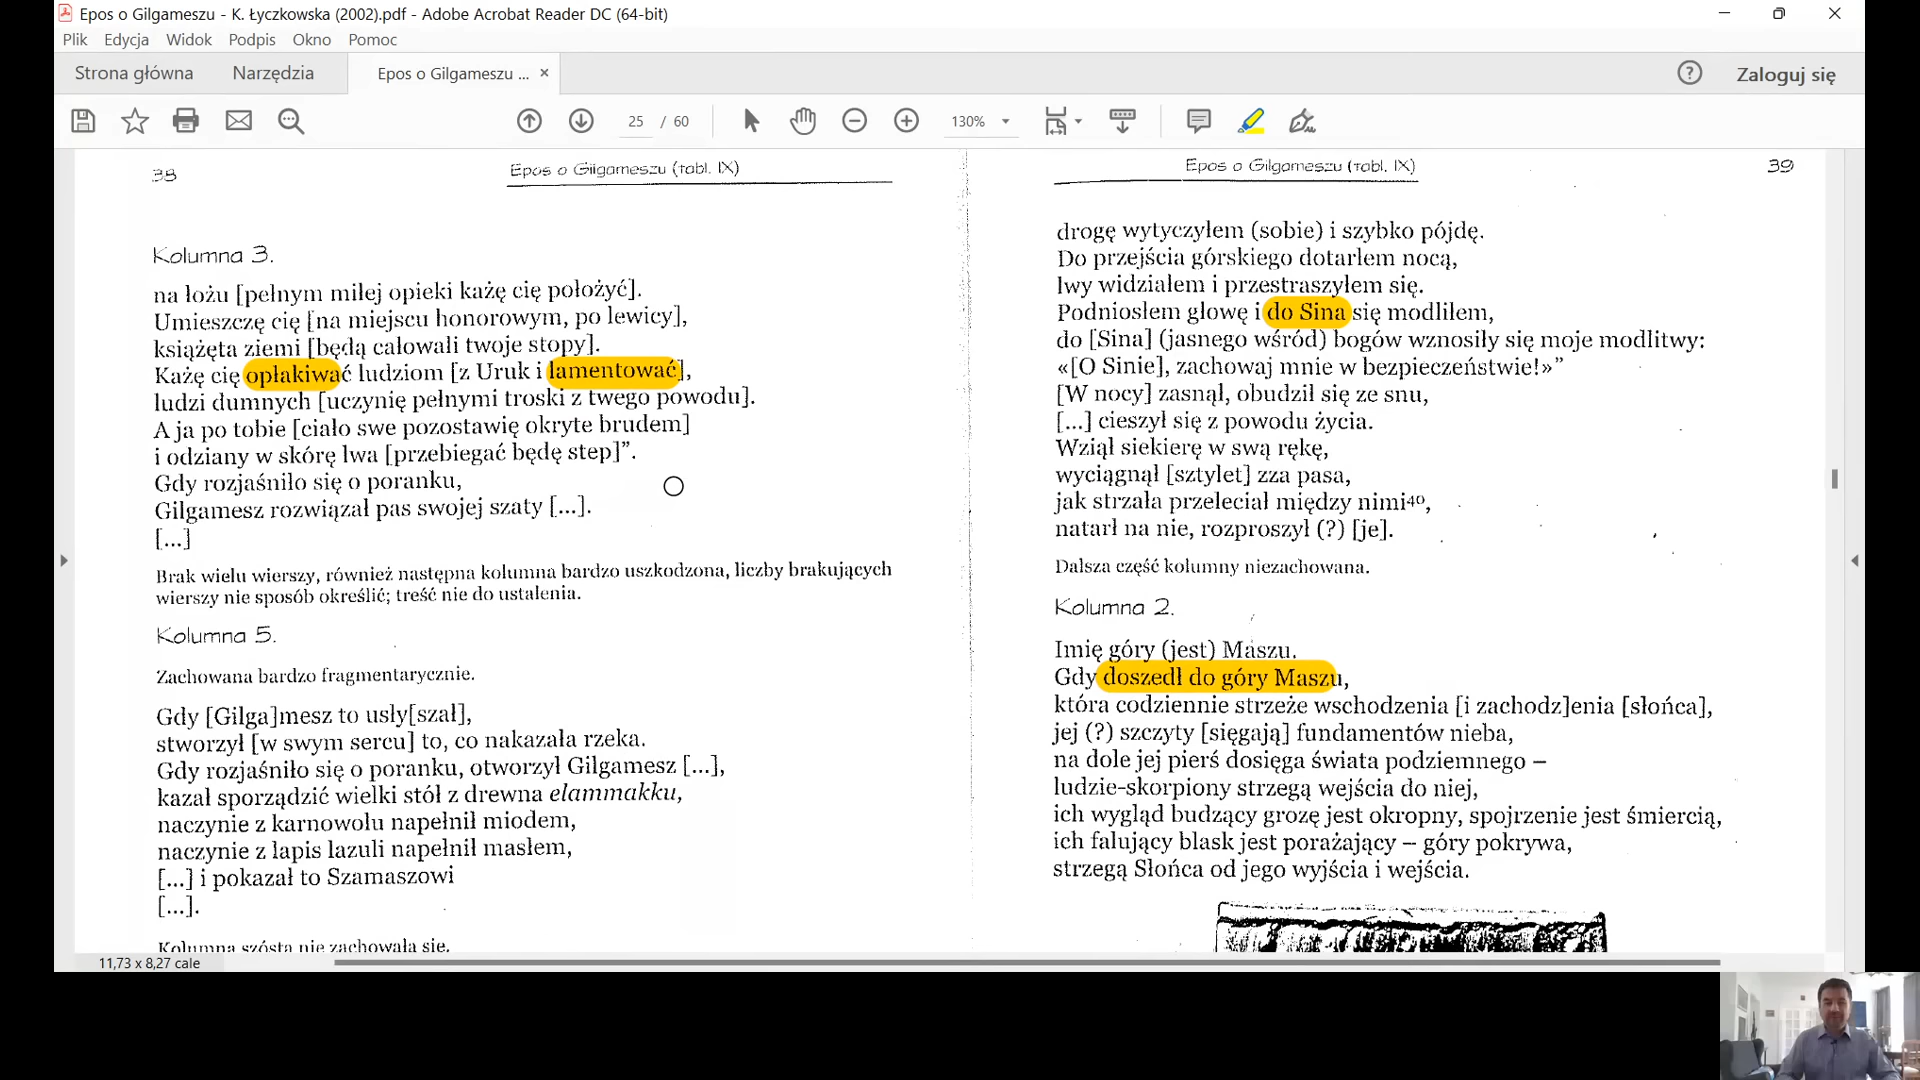 Epos o Gilgameszu - K. Łyczkowska (2002).pdf - Adobe Acrobat Reader DC (64-bit)
Plik Edycja Widok Podpis Okno Pomoc
Strona główna Narzędzia Epos o Gilgameszu ... Zaloguj się
25 / 60 130%
38 Epos o Gilgameszu (tabl. IX)
Kolumna 3.
na łożu [pełnym miłej opieki każę cię położyć].
Umieszczę cię [na miejscu honorowym, po lewicy],
książęta ziemi [będą całowali twoje stopy].
Każę cię opłakiwać ludziom [z Uruk i lamentować],
ludzi dumnych [uczynię pełnymi troski z twego powodu].
A ja po tobie [ciało swe pozostawię okryte brudem]
i odziany w skórę lwa [przebiegać będę step]”.
Gdy rozjaśniło się o poranku,
Gilgamesz rozwiązał pas swojej szaty [...].
[...]
Brak wielu wierszy, również następna kolumna bardzo uszkodzona, liczby brakujących
wierszy nie sposób określić; treść nie do ustalenia.
Kolumna 5.
Zachowana bardzo fragmentarycznie.
Gdy [Gilga]mesz to usły[szał],
stworzył [w swym sercu] to, co nakazała rzeka.
Gdy rozjaśniło się o poranku, otworzył Gilgamesz [...],
kazał sporządzić wielki stół z drewna elammakku,
naczynie z karnowolu napełnił miodem,
naczynie z lapis lazuli napełnił masłem,
[...] i pokazał to Szamaszowi
[...].
Kolumna szósta nie zachowała się.
Epos o Gilgameszu (tabl. IX) 39
drogę wytyczyłem (sobie) i szybko pójdę.
Do przejścia górskiego dotarłem nocą,
lwy widziałem i przestraszyłem się.
Podniosłem głowę i do Sina się modliłem,
do [Sina] (jasnego wśród) bogów wznosiły się moje modlitwy:
«[O Sinie], zachowaj mnie w bezpieczeństwie!»”
[W nocy] zasnął, obudził się ze snu,
[...] cieszył się z powodu życia.
Wziął siekierę w swą rękę,
wyciągnął [sztylet] zza pasa,
jak strzała przeleciał między nimi⁴⁰,
natarł na nie, rozproszył (?) [je].
Dalsza część kolumny niezachowana.
Kolumna 2.
Imię góry (jest) Maszu.
Gdy doszedł do góry Maszu,
która codziennie strzeże wschodzenia [i zachodz]enia [słońca],
jej (?) szczyty [sięgają] fundamentów nieba,
na dole jej pierś dosięga świata podziemnego –
ludzie-skorpiony strzegą wejścia do niej,
ich wygląd budzący grozę jest okropny, spojrzenie jest śmiercią,
ich falujący blask jest porażający – góry pokrywa,
strzegą Słońca od jego wyjścia i wejścia.
11,73 x 8,27 cale